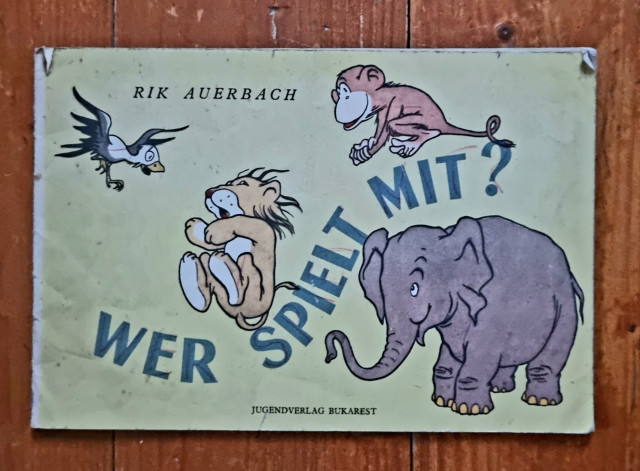 RIK AUERBACH
WER SPIELT MIT?
JUGENDVERLAG BUKAREST